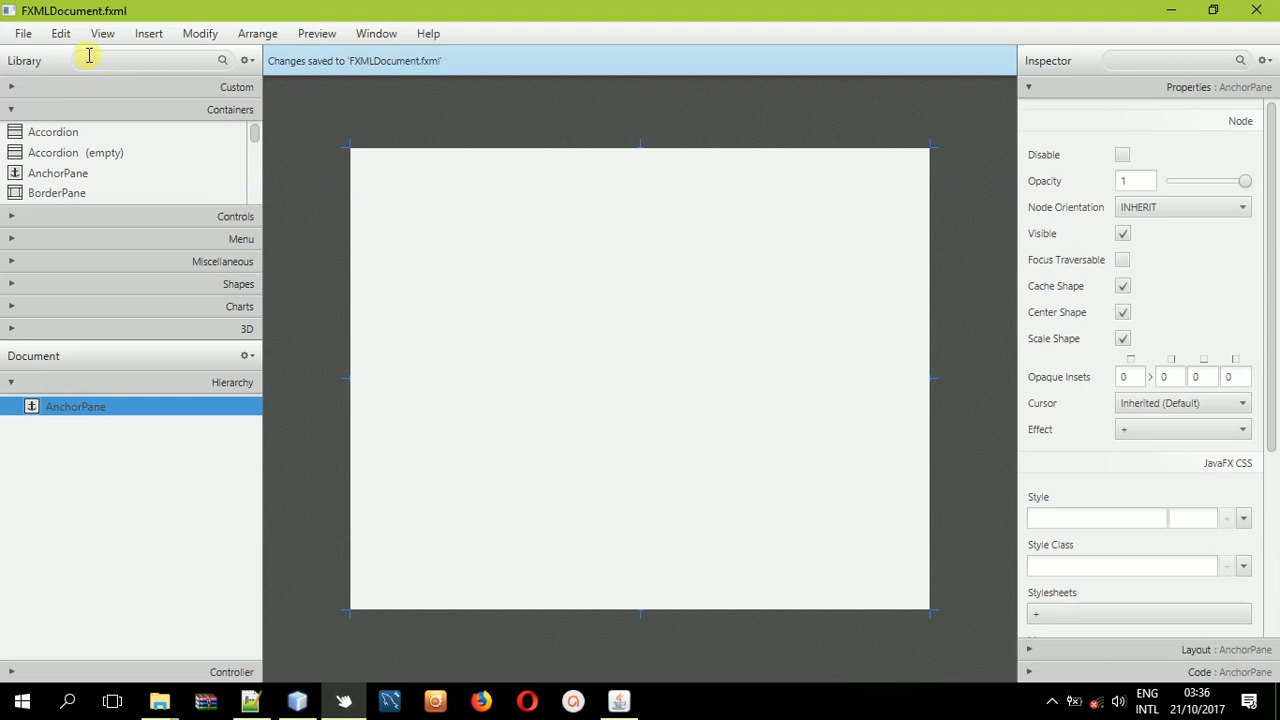 FXMLDocument.fxml
File Edit View Insert Modify Arrange Preview Window Help
Library
Changes saved to 'FXMLDocument.fxml'
Inspector
Custom
Properties : AnchorPane
Containers
Accordion
Accordion (empty)
AnchorPane
BorderPane
Controls
Menu
Miscellaneous
Shapes
Charts
3D
Document
Hierarchy
AnchorPane
Controller
Node
Disable
Opacity 1
Node Orientation INHERIT
Visible
Focus Traversable
Cache Shape
Center Shape
Scale Shape
Opaque Insets 0 > 0 0 0
Cursor Inherited (Default)
Effect +
JavaFX CSS
Style
+
Style Class
+
Stylesheets
+
Layout : AnchorPane
Code : AnchorPane
ENG
INTL
03:36
21/10/2017